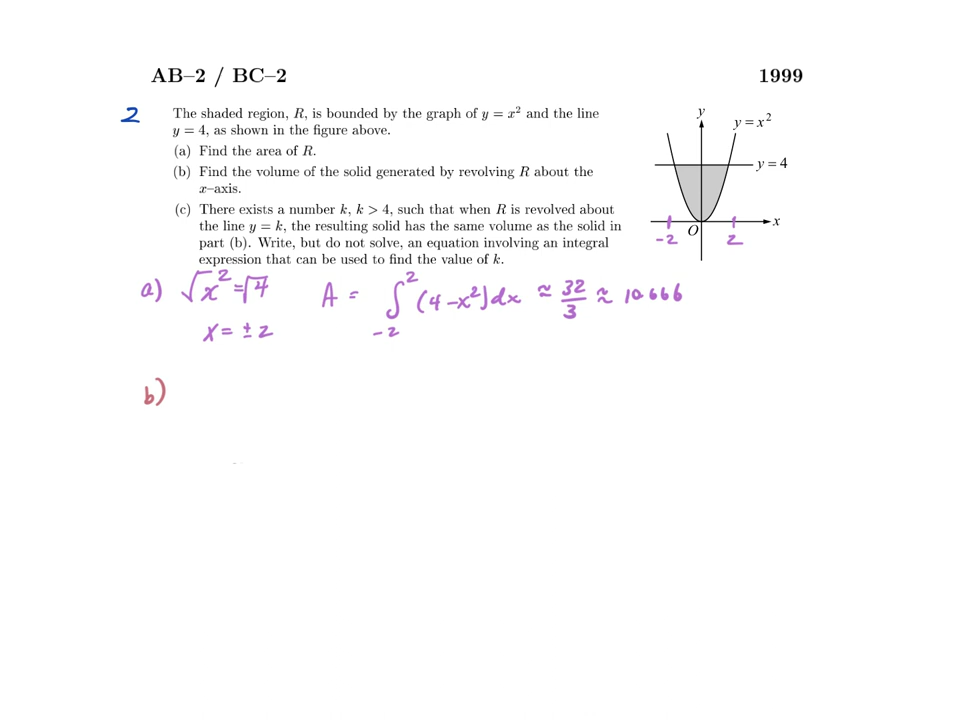 AB–2 / BC–2 1999
2 The shaded region, R, is bounded by the graph of y = x² and the line
y = 4, as shown in the figure above.
(a) Find the area of R.
(b) Find the volume of the solid generated by revolving R about the
x–axis.
(c) There exists a number k, k > 4, such that when R is revolved about
the line y = k, the resulting solid has the same volume as the solid in
part (b). Write, but do not solve, an equation involving an integral
expression that can be used to find the value of k.
y
y = x²
y = 4
x
O
-2 2
a) √x² = √4 A = ∫₋₂² (4-x²)dx ≈ 32/3 ≈ 10.666
x = ± 2
b)